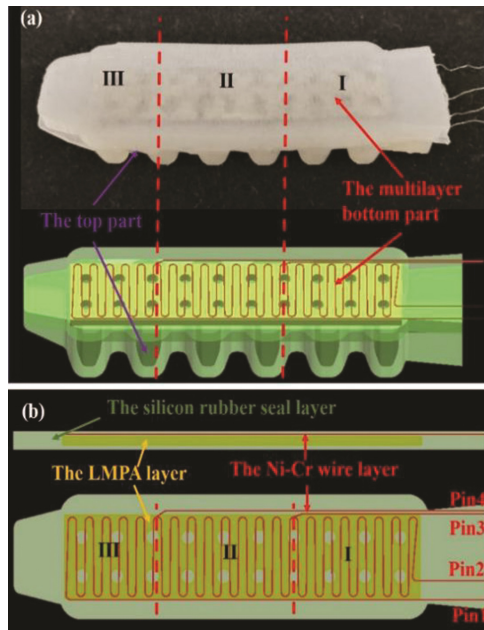 (a)
III
II
I
The multilayer
bottom part
The top part
(b)
The silicon rubber seal layer
The LMPA layer
The Ni-Cr wire layer
Pin4
Pin3
III
II
I
Pin2
Pin1